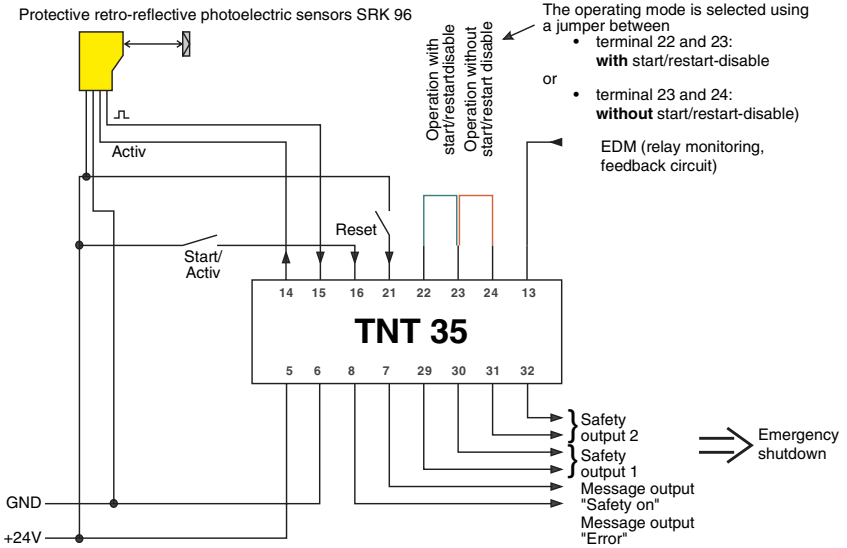 Protective retro-reflective photoelectric sensors SRK 96
The operating mode is selected using
a jumper between
• terminal 22 and 23:
with start/restart-disable
or
• terminal 23 and 24:
without start/restart-disable)
EDM (relay monitoring,
feedback circuit)
Operation with
start/restartdisable
Operation without
start/restart disable
Activ
Reset
Start/
Activ
14 15 16 21 22 23 24 13
TNT 35
5 6 8 7 29 30 31 32
Safety
output 2
Safety
output 1
Message output
"Safety on"
Message output
"Error"
Emergency
shutdown
GND
+24V